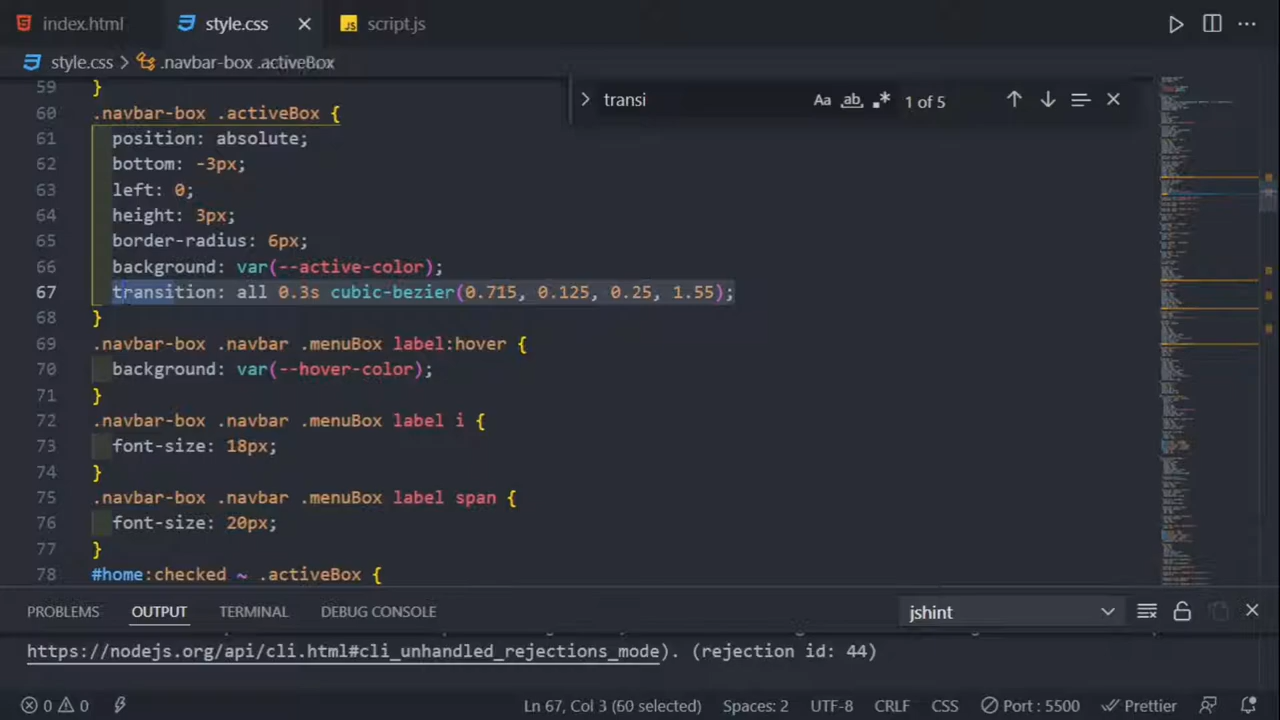 index.html style.css script.js
style.css > .navbar-box .activeBox
transi Aa ab 1 of 5
59 }
60 .navbar-box .activeBox {
61 position: absolute;
62 bottom: -3px;
63 left: 0;
64 height: 3px;
65 border-radius: 6px;
66 background: var(--active-color);
67 transition: all 0.3s cubic-bezier(0.715, 0.125, 0.25, 1.55);
68 }
69 .navbar-box .navbar .menuBox label:hover {
70 background: var(--hover-color);
71 }
72 .navbar-box .navbar .menuBox label i {
73 font-size: 18px;
74 }
75 .navbar-box .navbar .menuBox label span {
76 font-size: 20px;
77 }
78 #home:checked ~ .activeBox {
PROBLEMS OUTPUT TERMINAL DEBUG CONSOLE jshint
https://nodejs.org/api/cli.html#cli_unhandled_rejections_mode). (rejection id: 44)
0 0 Ln 67, Col 3 (60 selected) Spaces: 2 UTF-8 CRLF CSS Port : 5500 Prettier